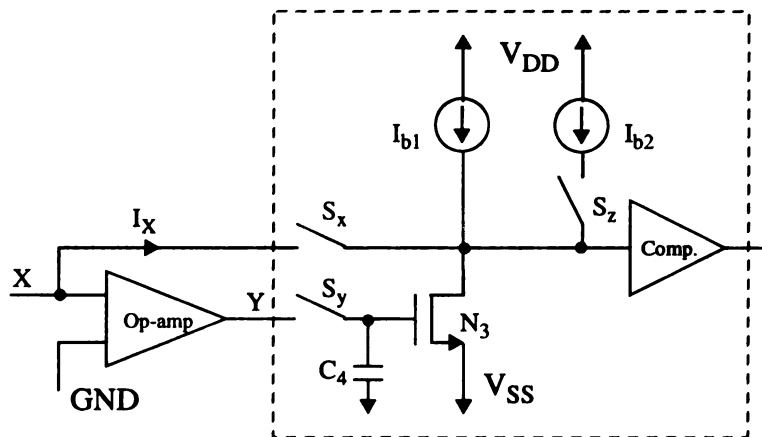 V_DD
I_b1
I_b2
S_x
S_z
I_X
Comp.
X
S_y
Y
Op-amp
N_3
C_4
V_SS
GND